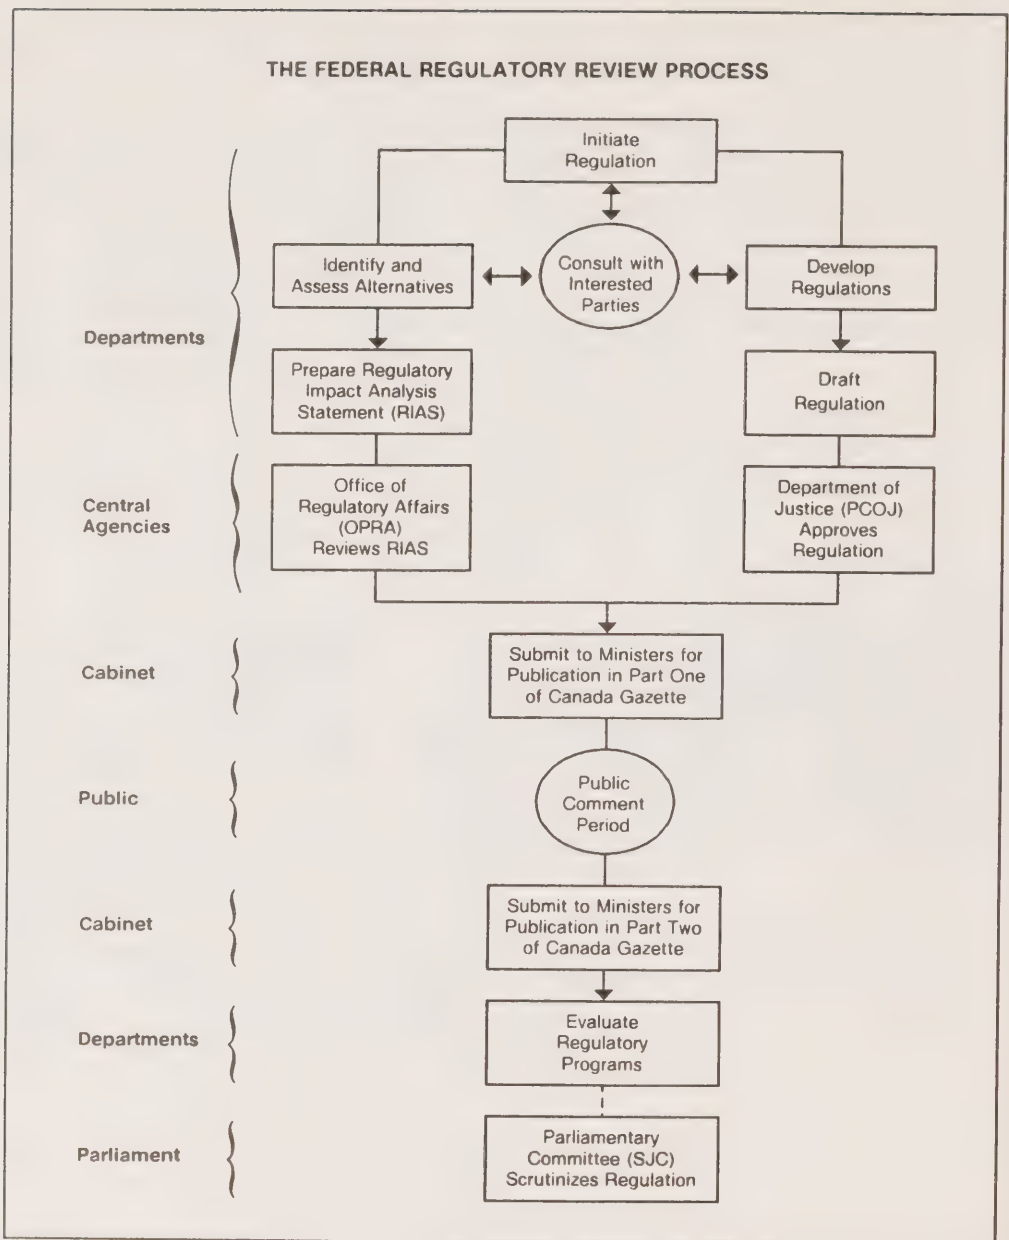 THE FEDERAL REGULATORY REVIEW PROCESS
Initiate
Regulation
Identify and
Assess Alternatives
Consult with
Interested
Parties
Develop
Regulations
Departments
Prepare Regulatory
Impact Analysis
Statement (RIAS)
Draft
Regulation
Central
Agencies
Office of
Regulatory Affairs
(OPRA)
Reviews RIAS
Department of
Justice (PCOJ)
Approves
Regulation
Cabinet
Submit to Ministers for
Publication in Part One
of Canada Gazette
Public
Public
Comment
Period
Cabinet
Submit to Ministers for
Publication in Part Two
of Canada Gazette
Departments
Evaluate
Regulatory
Programs
Parliament
Parliamentary
Committee (SJC)
Scrutinizes Regulation